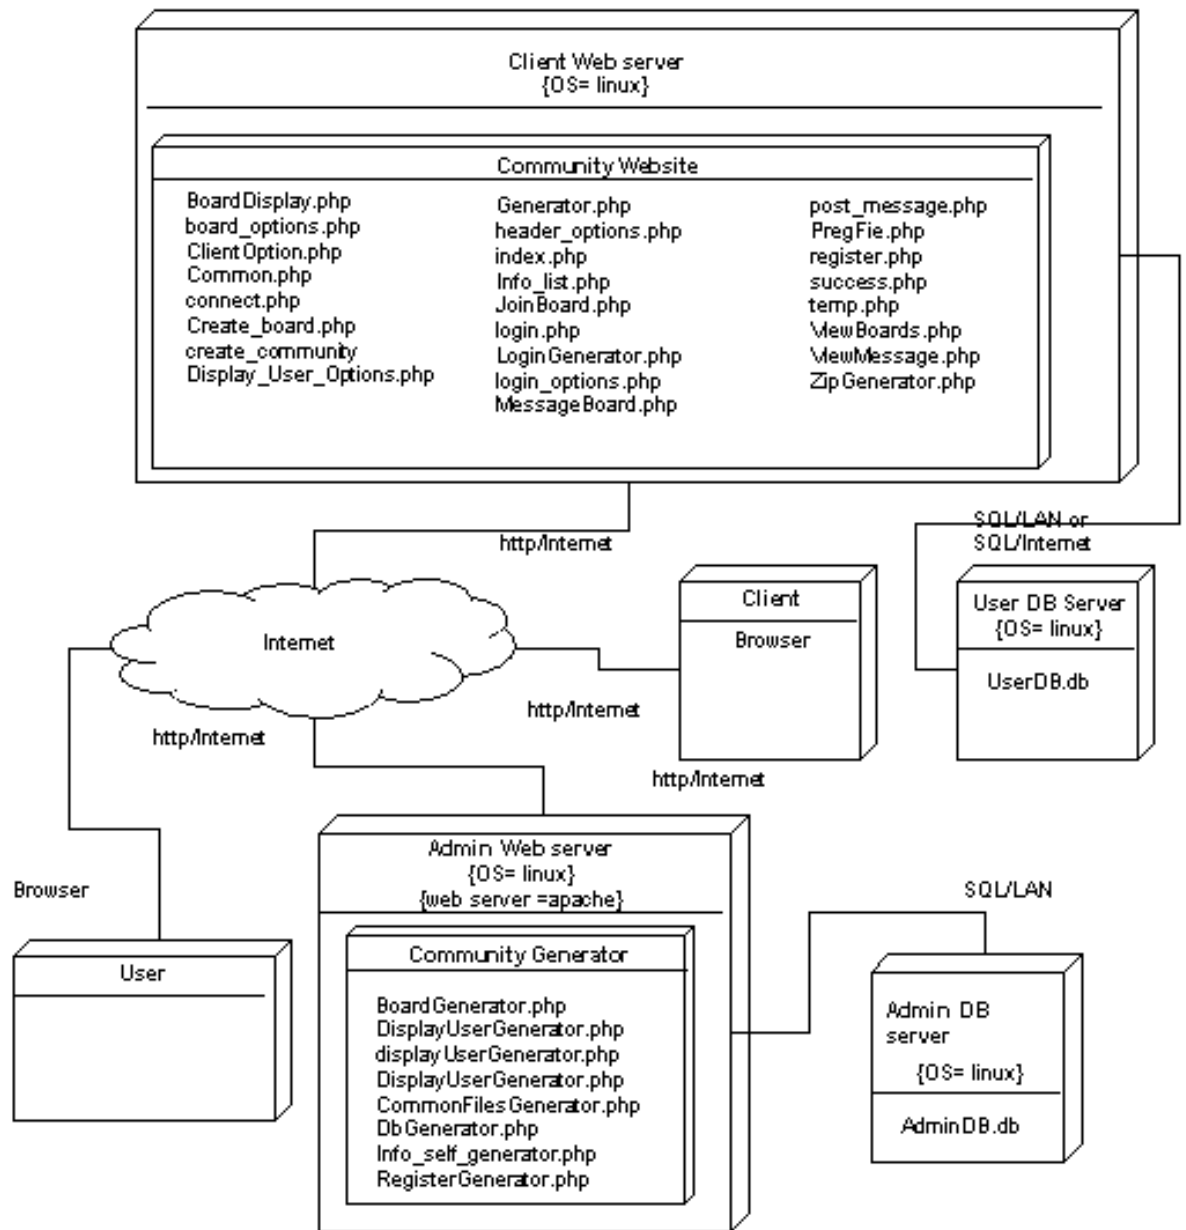 Client Web server
{OS= linux}
Community Website
BoardDisplay.php
board_options.php
ClientOption.php
Common.php
connect.php
Create_board.php
create_community
Display_User_Options.php
Generator.php
header_options.php
index.php
Info_list.php
JoinBoard.php
login.php
LoginGenerator.php
login_options.php
MessageBoard.php
post_message.php
PregFie.php
register.php
success.php
temp.php
ViewBoards.php
ViewMessage.php
ZipGenerator.php
http/Internet
SQL/LAN or
SQL/Internet
Internet
Client
Browser
User DB Server
{OS= linux}
UserDB.db
http/Internet
http/Internet
http/Internet
Browser
User
Admin Web server
{OS= linux}
{web server =apache}
Community Generator
BoardGenerator.php
DisplayUserGenerator.php
displayUserGenerator.php
DisplayUserGenerator.php
CommonFilesGenerator.php
DbGenerator.php
Info_self_generator.php
RegisterGenerator.php
SQL/LAN
Admin DB
server
{OS= linux}
AdminDB.db